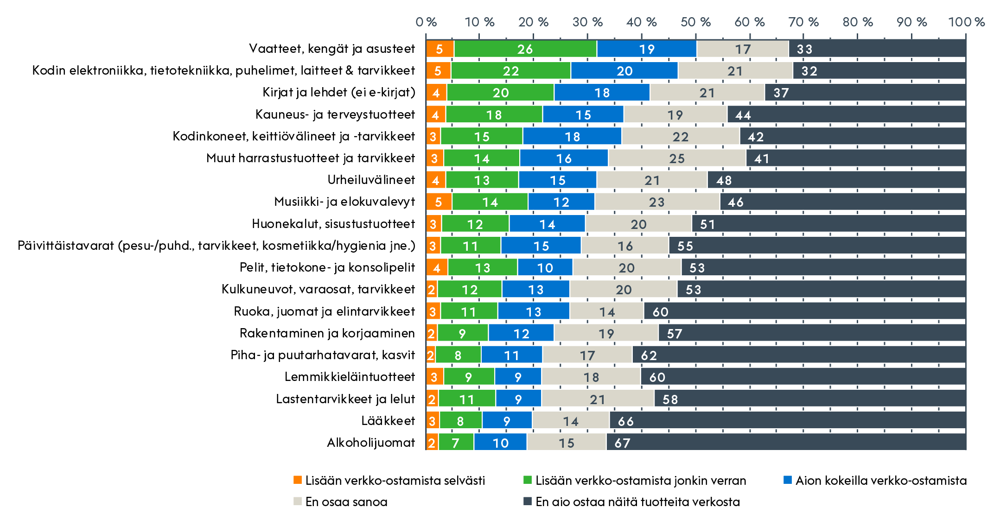 0 % 10 % 20 % 30 % 40 % 50 % 60 % 70 % 80 % 90 % 100 %
Vaatteet, kengät ja asusteet 5 26 19 17 33
Kodin elektroniikka, tietotekniikka, puhelimet, laitteet & tarvikkeet 5 22 20 21 32
Kirjat ja lehdet (ei e-kirjat) 4 20 18 21 37
Kauneus- ja terveystuotteet 4 18 15 19 44
Kodinkoneet, keittiövälineet ja -tarvikkeet 3 15 18 22 42
Muut harrastustuotteet ja tarvikkeet 3 14 16 25 41
Urheiluvälineet 4 13 15 21 48
Musiikki- ja elokuvalevyt 5 14 12 23 46
Huonekalut, sisustustuotteet 3 12 14 20 51
Päivittäistavarat (pesu-/puhd., tarvikkeet, kosmetiikka/hygienia jne.) 3 11 15 16 55
Pelit, tietokone- ja konsolipelit 4 13 10 20 53
Kulkuneuvot, varaosat, tarvikkeet 2 12 13 20 53
Ruoka, juomat ja elintarvikkeet 3 11 13 14 60
Rakentaminen ja korjaaminen 2 9 12 19 57
Piha- ja puutarhatavarat, kasvit 2 8 11 17 62
Lemmikkieläintuotteet 3 9 9 18 60
Lastentarvikkeet ja lelut 2 11 9 21 58
Lääkkeet 3 8 9 14 66
Alkoholijuomat 2 7 10 15 67
Lisään verkko-ostamista selvästi Lisään verkko-ostamista jonkin verran Aion kokeilla verkko-ostamista
En osaa sanoa En aio ostaa näitä tuotteita verkosta